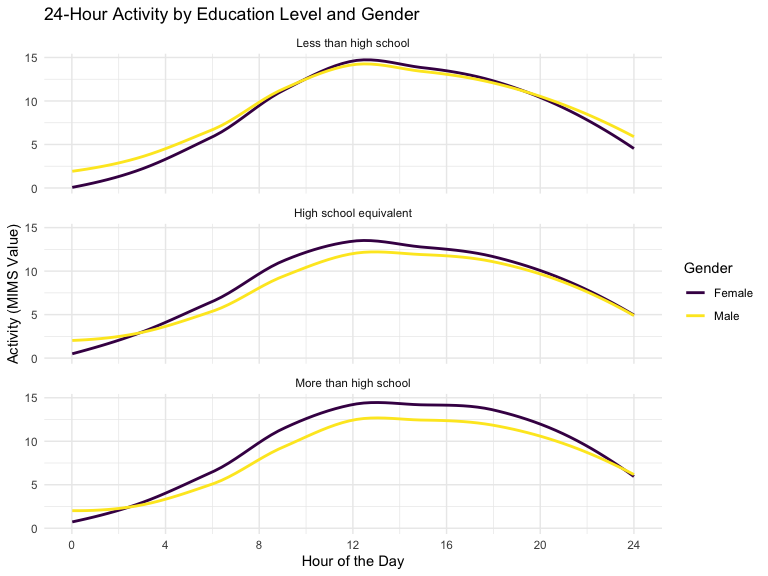 24-Hour Activity by Education Level and Gender
Less than high school
15
10
5
0
High school equivalent
15
10
5
0
More than high school
15
10
5
0
0 4 8 12 16 20 24
Hour of the Day
Activity (MIMS Value)
Gender
Female
Male